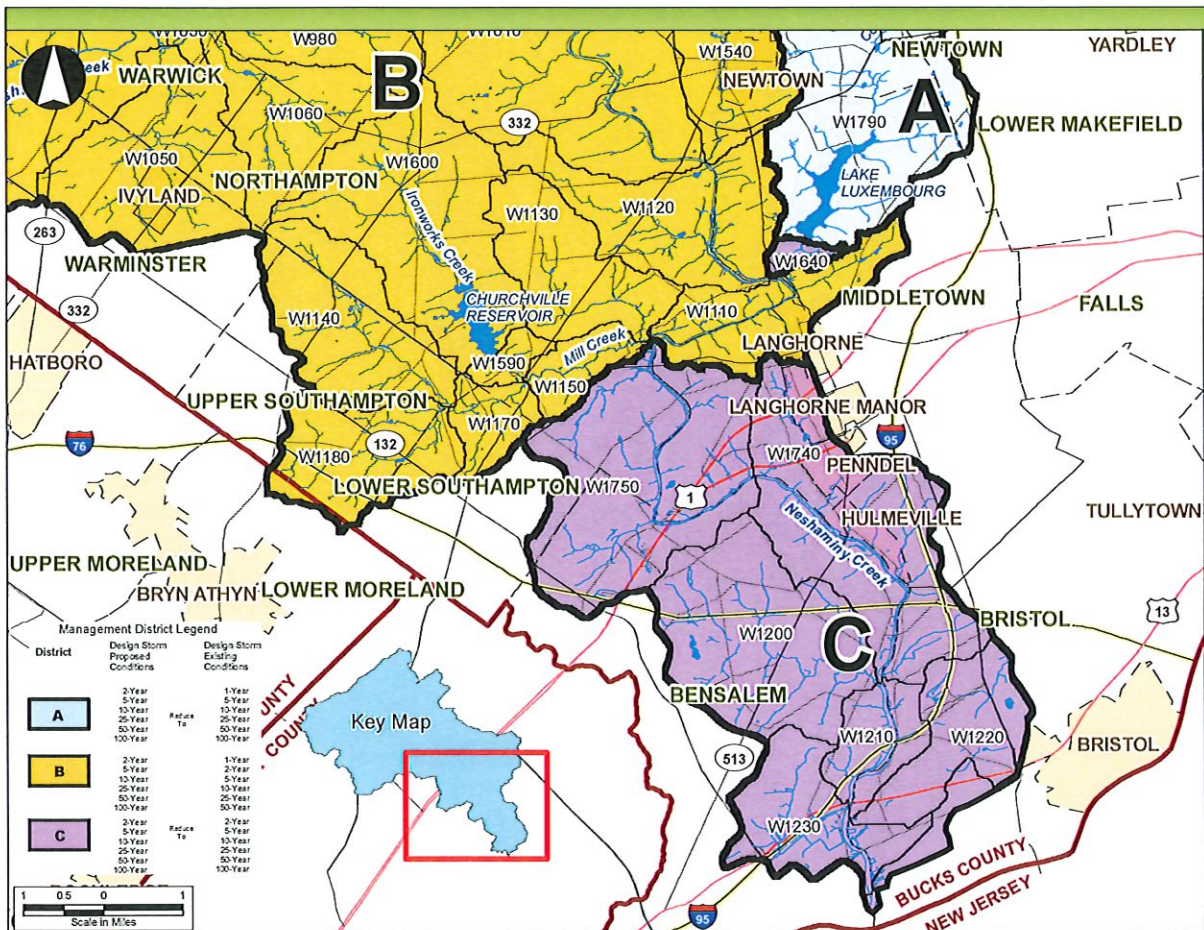 W980
W1540
NEWTOWN
YARDLEY
WARWICK
B
NEWTOWN
A
W1060
332
W1790
LOWER MAKEFIELD
W1050
W1600
LAKE
LUXEMBOURG
NORTHAMPTON
IVYLAND
W1130
W1120
Ironworks Creek
263
WARMINSTER
W1640
332
CHURCHVILLE
RESERVOIR
MIDDLETOWN
FALLS
W1140
W1110
Mill Creek
LANGHORNE
HATBORO
W1590
W1150
UPPER SOUTHAMPTON
LANGHORNE MANOR
76
132
W1170
95
W1180
W1740
PENNDEL
LOWER SOUTHAMPTON
W1750
1
HULMEVILLE
TULLYTOWN
Neshaminy Creek
UPPER MORELAND
BRYN ATHYN
LOWER MORELAND
13
BRISTOL
W1200
C
BENSALEM
W1210
W1220
BRISTOL
513
W1230
BUCKS COUNTY
NEW JERSEY
95
Key Map
UNTY
COUNTY
Management District Legend
District
Design Storm
Proposed
Conditions
Design Storm
Existing
Conditions
A
2-Year
5-Year
10-Year
25-Year
50-Year
100-Year
Reduce
To
1-Year
5-Year
10-Year
25-Year
50-Year
100-Year
B
2-Year
5-Year
10-Year
25-Year
50-Year
100-Year
1-Year
2-Year
5-Year
10-Year
25-Year
50-Year
C
2-Year
5-Year
10-Year
25-Year
50-Year
100-Year
Reduce
To
2-Year
5-Year
10-Year
25-Year
50-Year
100-Year
1 0.5 0 1
Scale in Miles